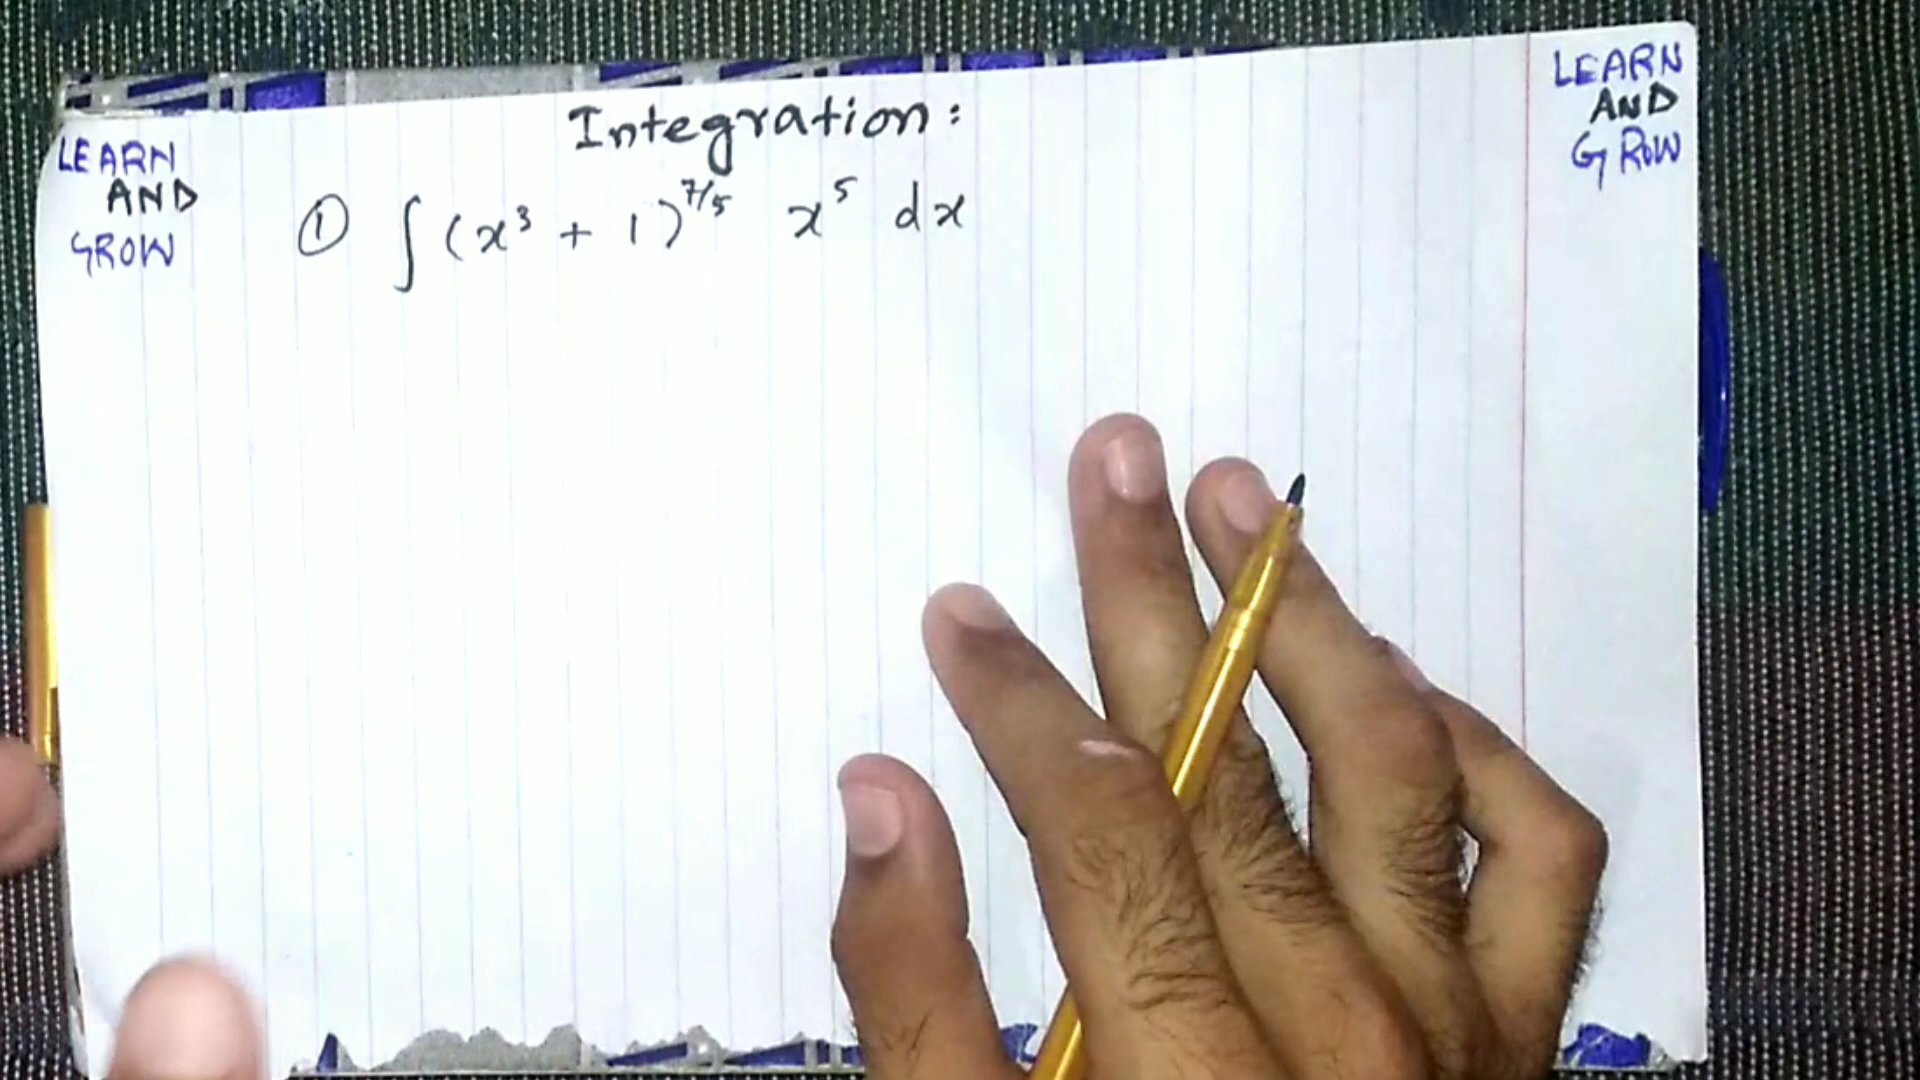 Integration:
LEARN
AND
GROW
LEARN
AND
GROW
① ∫ (x³ + 1)^7/5 x⁵ dx